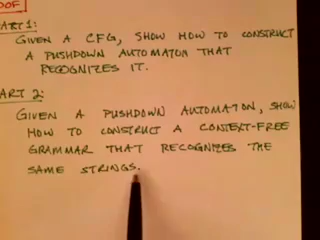 OOF
ART 1:
GIVEN A CFG, SHOW HOW TO CONSTRUCT
A PUSHDOWN AUTOMATON THAT
RECOGNIZES IT.
ART 2:
GIVEN A PUSHDOWN AUTOMATON, SHOW
HOW TO CONSTRUCT A CONTEXT-FREE
GRAMMAR THAT RECOGNIZES THE
SAME STRINGS.